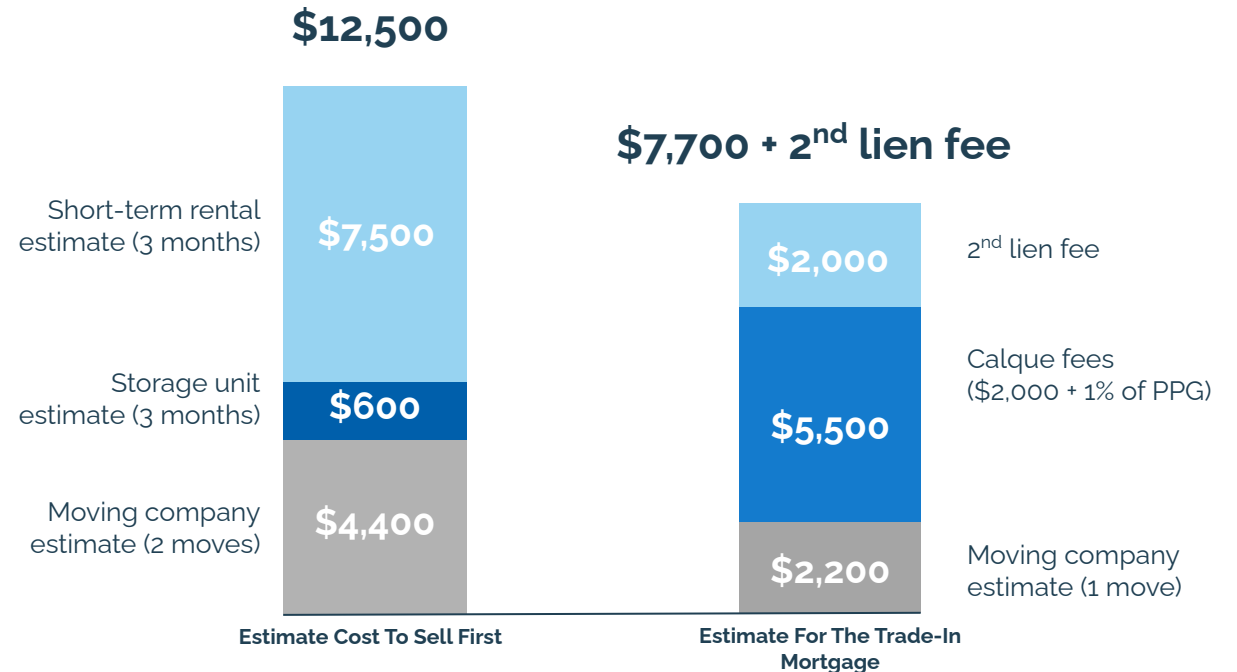 $12,500
$7,700 + 2nd lien fee
Short-term rental
estimate (3 months)
$7,500
Storage unit
estimate (3 months)
$600
Moving company
estimate (2 moves)
$4,400
Estimate Cost To Sell First
$2,000
2nd lien fee
$5,500
Calque fees
($2,000 + 1% of PPG)
$2,200
Moving company
estimate (1 move)
Estimate For The Trade-In
Mortgage